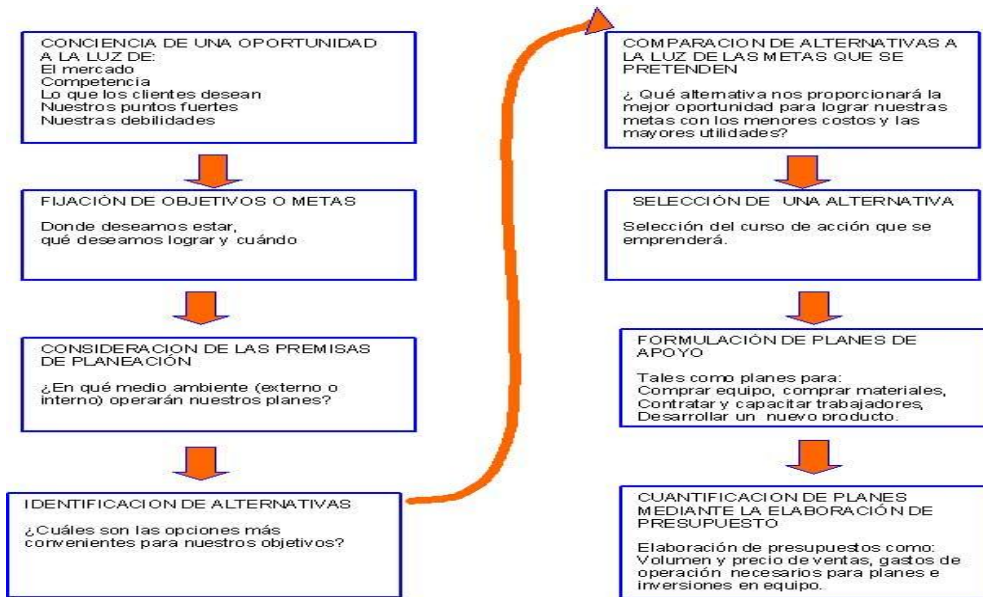 CONCIENCIA DE UNA OPORTUNIDAD
A LA LUZ DE:
El mercado
Competencia
Lo que los clientes desean
Nuestros puntos fuertes
Nuestras debilidades
FIJACIÓN DE OBJETIVOS O METAS
Donde deseamos estar,
qué deseamos lograr y cuándo
CONSIDERACION DE LAS PREMISAS
DE PLANEACIÓN
¿En qué medio ambiente (externo o
interno) operarán nuestros planes?
IDENTIFICACION DE ALTERNATIVAS
¿Cuáles son las opciones más
convenientes para nuestros objetivos?
COMPARACION DE ALTERNATIVAS A
LA LUZ DE LAS METAS QUE SE
PRETENDEN
¿ Qué alternativa nos proporcionará la
mejor oportunidad para lograr nuestras
metas con los menores costos y las
mayores utilidades?
SELECCIÓN DE UNA ALTERNATIVA
Selección del curso de acción que se
emprenderá.
FORMULACIÓN DE PLANES DE
APOYO
Tales como planes para:
Comprar equipo, comprar materiales,
Contratar y capacitar trabajadores,
Desarrollar un nuevo producto.
CUANTIFICACION DE PLANES
MEDIANTE LA ELABORACIÓN DE
PRESUPUESTO
Elaboración de presupuestos como:
Volumen y precio de ventas, gastos de
operación necesarios para planes e
inversiones en equipo.